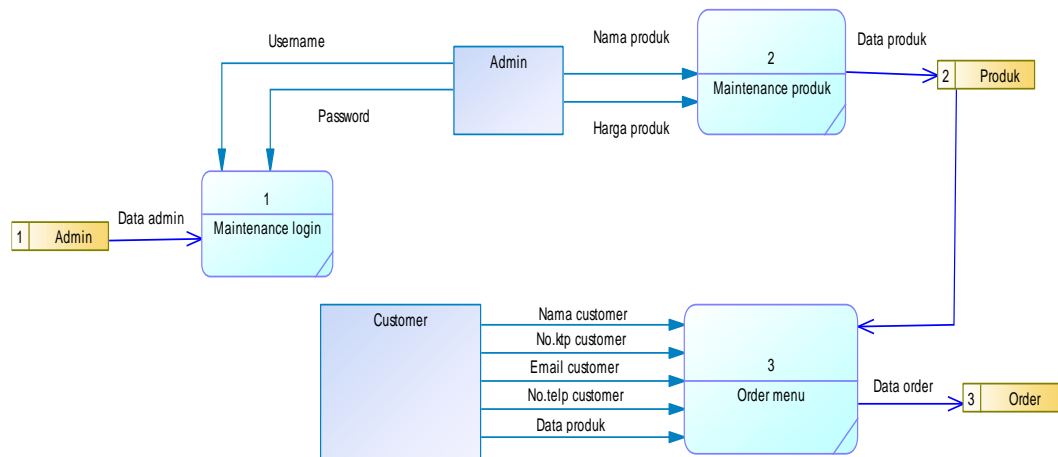 Username
Password
Admin
Nama produk
Harga produk
2
Maintenance produk
Data produk
2 Produk
1
Maintenance login
Data admin
1 Admin
Customer
Nama customer
No.ktp customer
Email customer
No.telp customer
Data produk
3
Order menu
Data order
3 Order